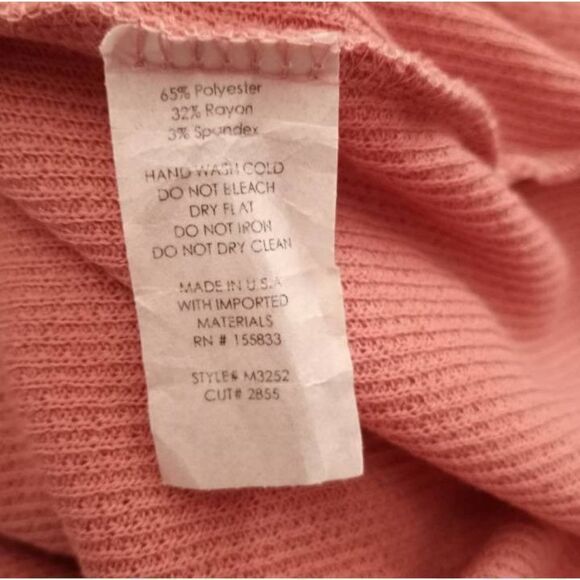 65% Polyester
32% Rayon
3% Spandex
HAND WASH COLD
DO NOT BLEACH
DRY FLAT
DO NOT IRON
DO NOT DRY CLEAN
MADE IN U.S.A
WITH IMPORTED
MATERIALS
RN # 155833
STYLE# M3252
CUT# 2855